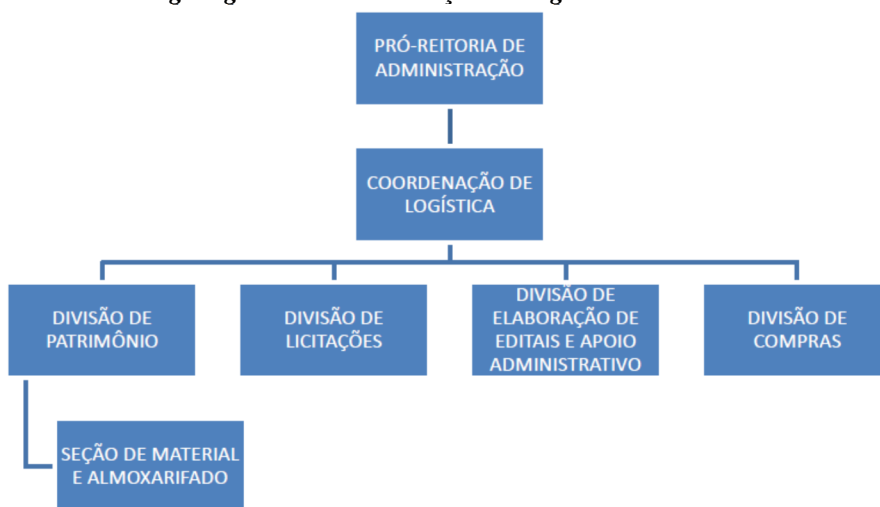 PRÓ-REITORIA DE
ADMINISTRAÇÃO
COORDENAÇÃO DE
LOGÍSTICA
DIVISÃO DE
PATRIMÔNIO
DIVISÃO DE
LICITAÇÕES
DIVISÃO DE
ELABORAÇÃO DE
EDITAIS E APOIO
ADMINISTRATIVO
DIVISÃO DE
COMPRAS
SEÇÃO DE MATERIAL
E ALMOXARIFADO